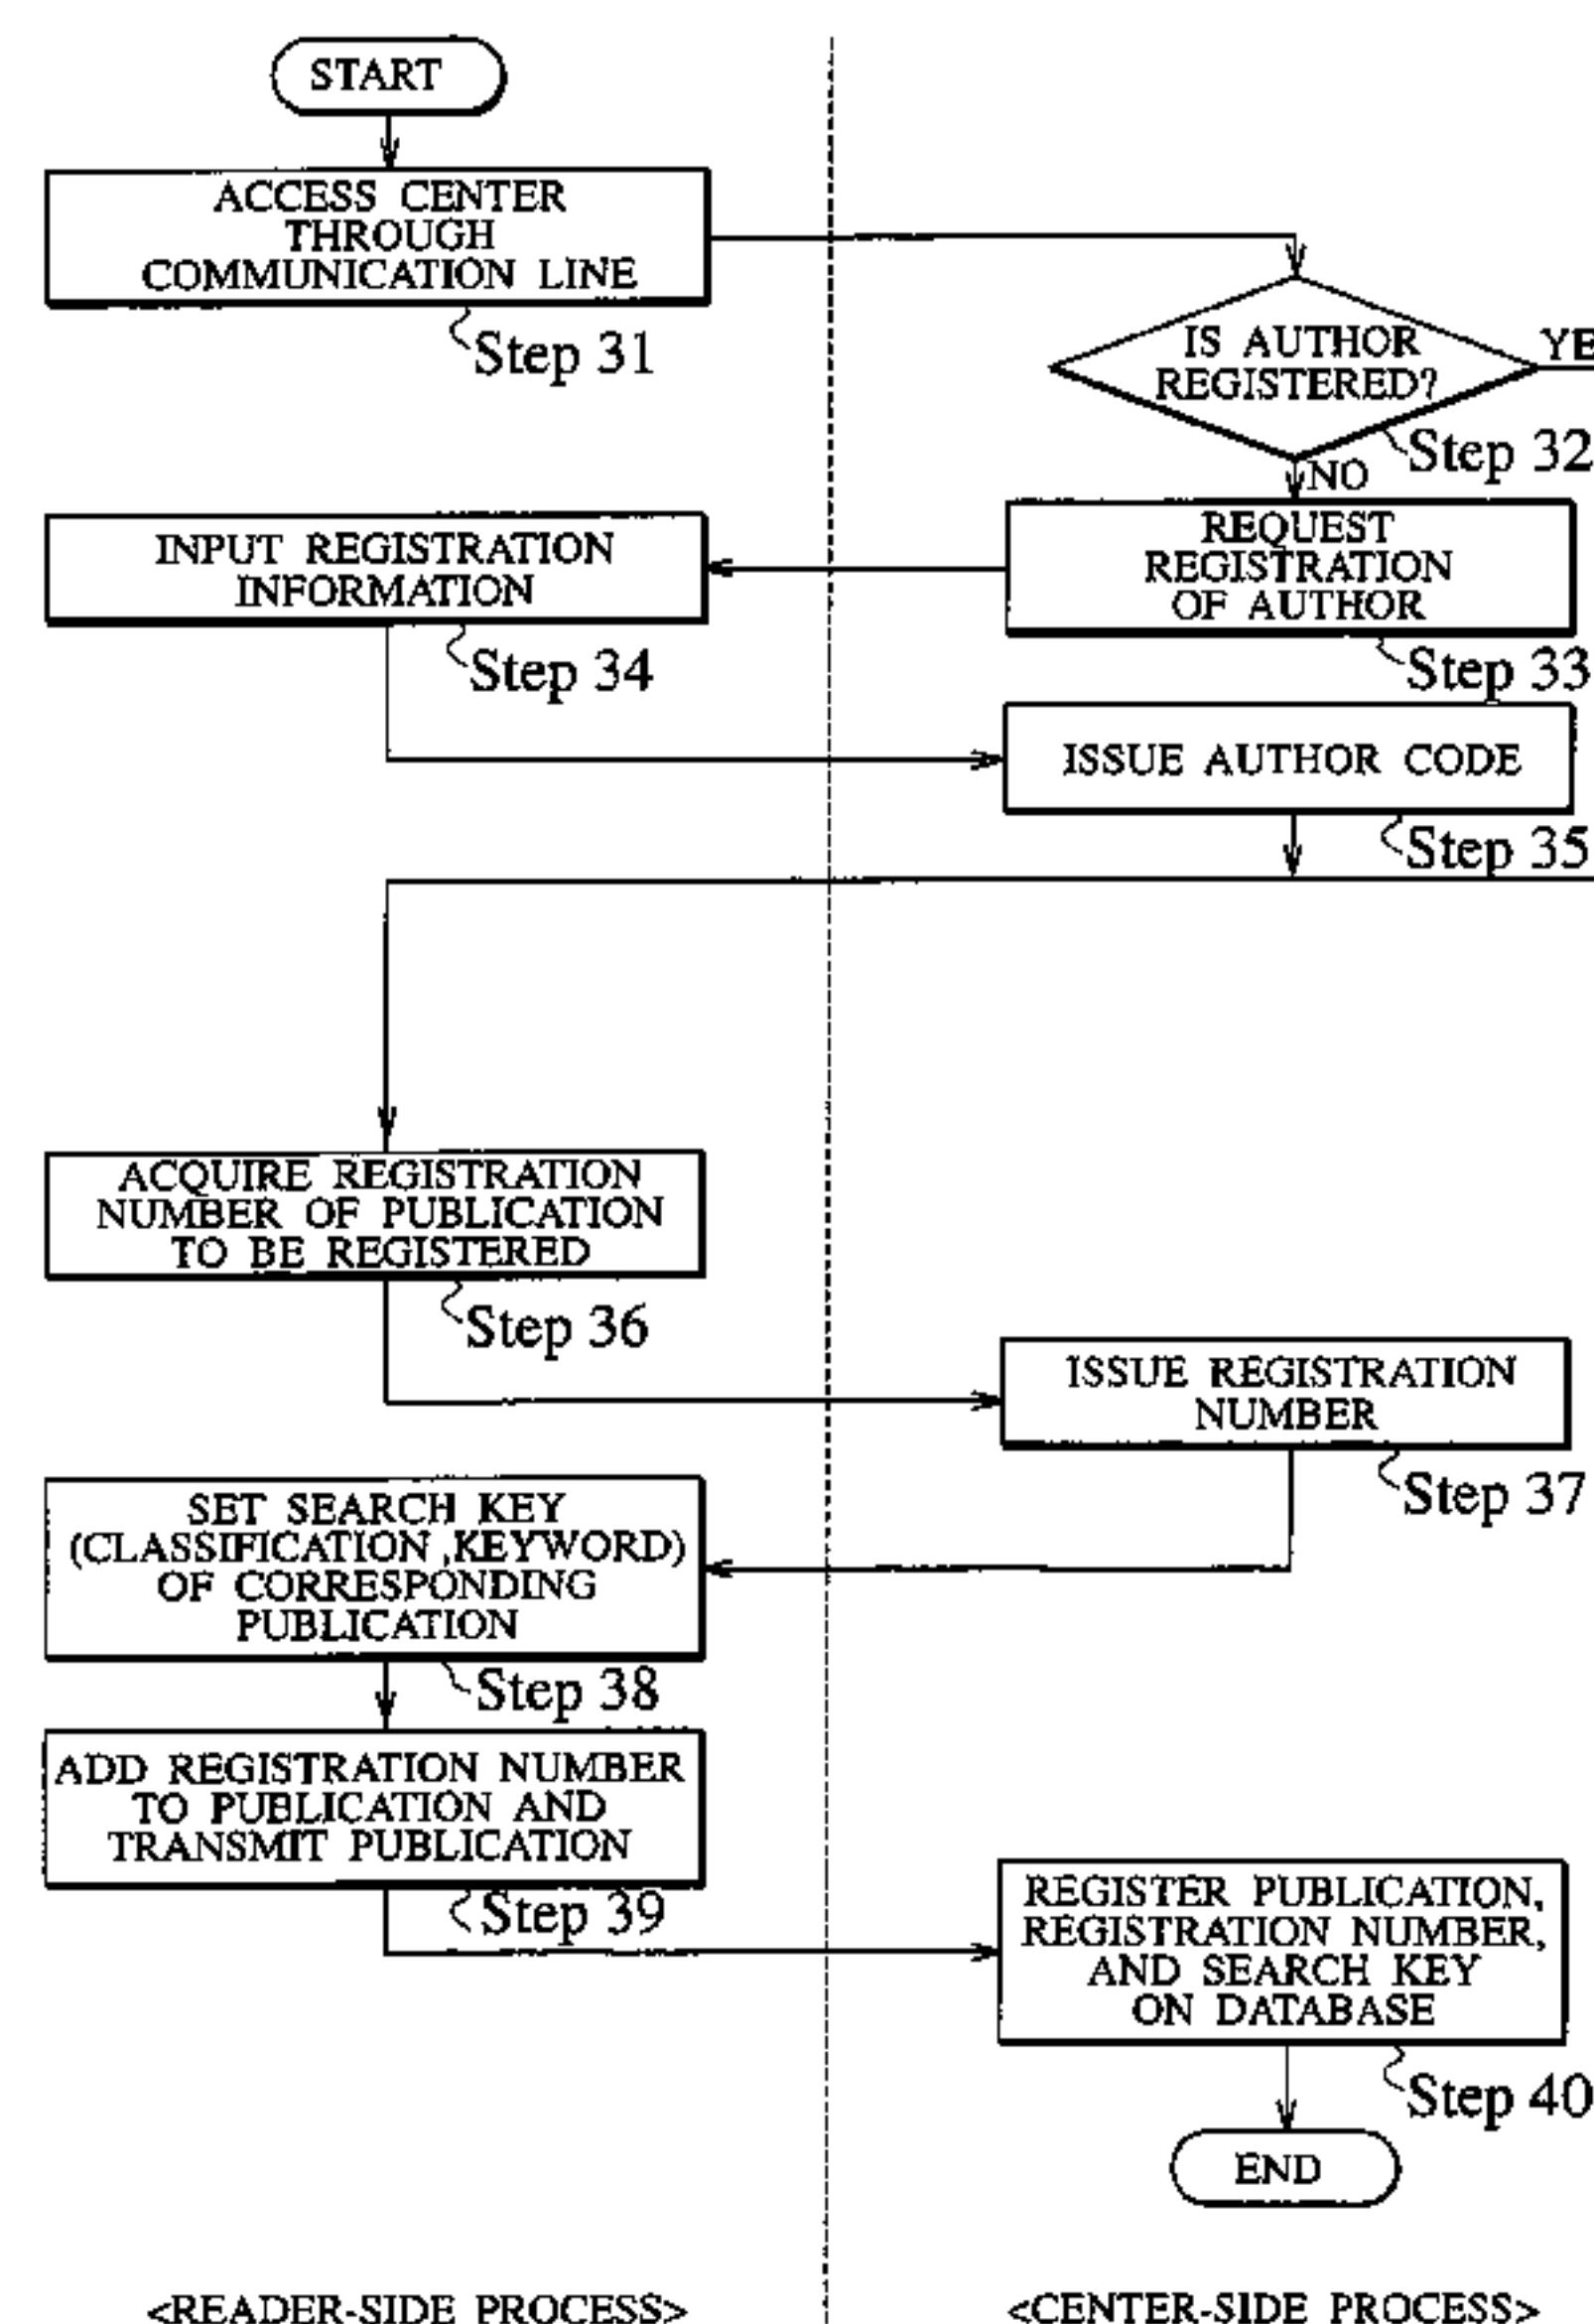 START
ACCESS CENTER
THROUGH
COMMUNICATION LINE
Step 31
IS AUTHOR
REGISTERED?
YE
Step 32
NO
REQUEST
REGISTRATION
OF AUTHOR
Step 33
INPUT REGISTRATION
INFORMATION
Step 34
ISSUE AUTHOR CODE
Step 35
ACQUIRE REGISTRATION
NUMBER OF PUBLICATION
TO BE REGISTERED
Step 36
ISSUE REGISTRATION
NUMBER
Step 37
SET SEARCH KEY
(CLASSIFICATION ,KEYWORD)
OF CORRESPONDING
PUBLICATION
Step 38
ADD REGISTRATION NUMBER
TO PUBLICATION AND
TRANSMIT PUBLICATION
Step 39
REGISTER PUBLICATION,
REGISTRATION NUMBER,
AND SEARCH KEY
ON DATABASE
Step 40
END
<READER-SIDE PROCESS>
<CENTER-SIDE PROCESS>